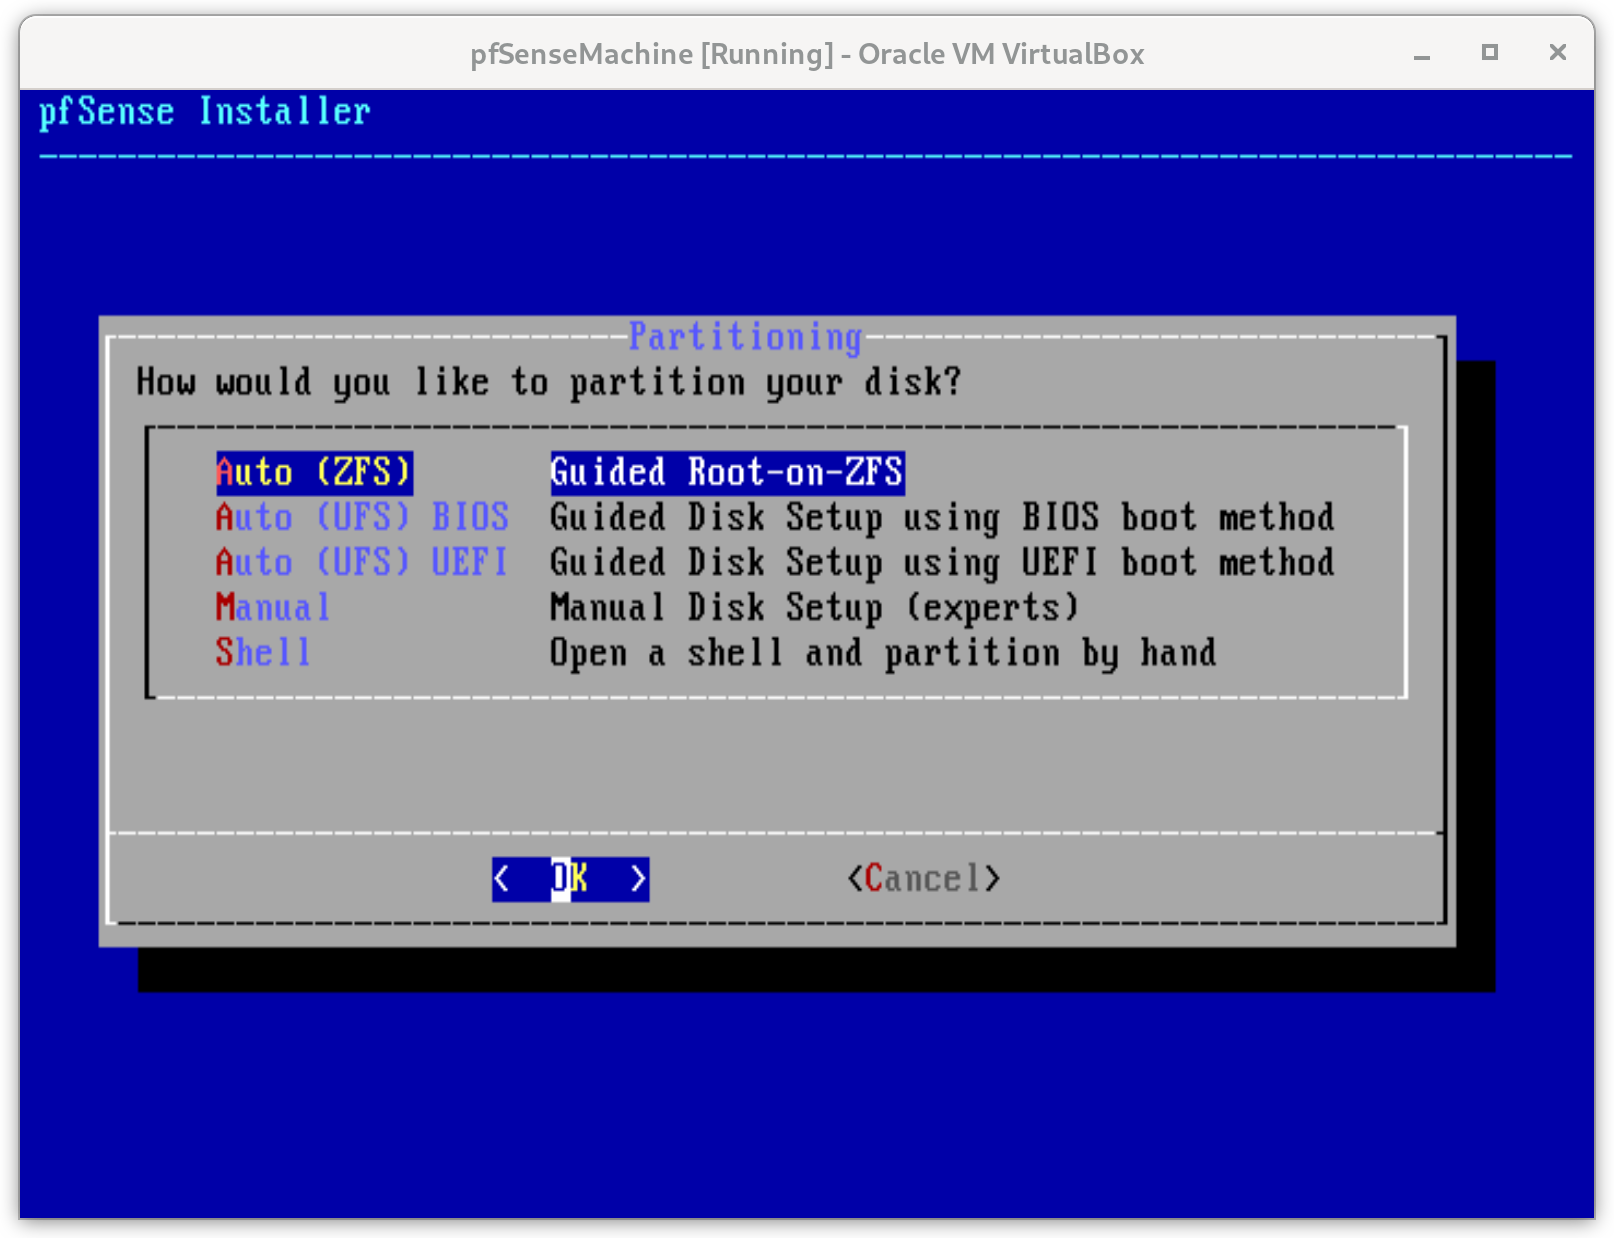 pfSenseMachine [Running] - Oracle VM VirtualBox
pfSense Installer
Partitioning
How would you like to partition your disk?
Auto (ZFS) Guided Root-on-ZFS
Auto (UFS) BIOS Guided Disk Setup using BIOS boot method
Auto (UFS) UEFI Guided Disk Setup using UEFI boot method
Manual Manual Disk Setup (experts)
Shell Open a shell and partition by hand
< OK > <Cancel>